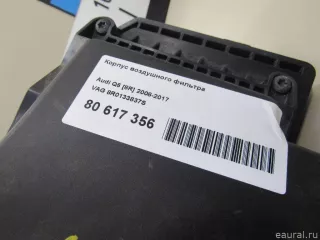 Корпус воздушного фильтра
Audi Q5 [8R] 2008-2017
VAG 8R0133837S
80 617 356
eaural.ru